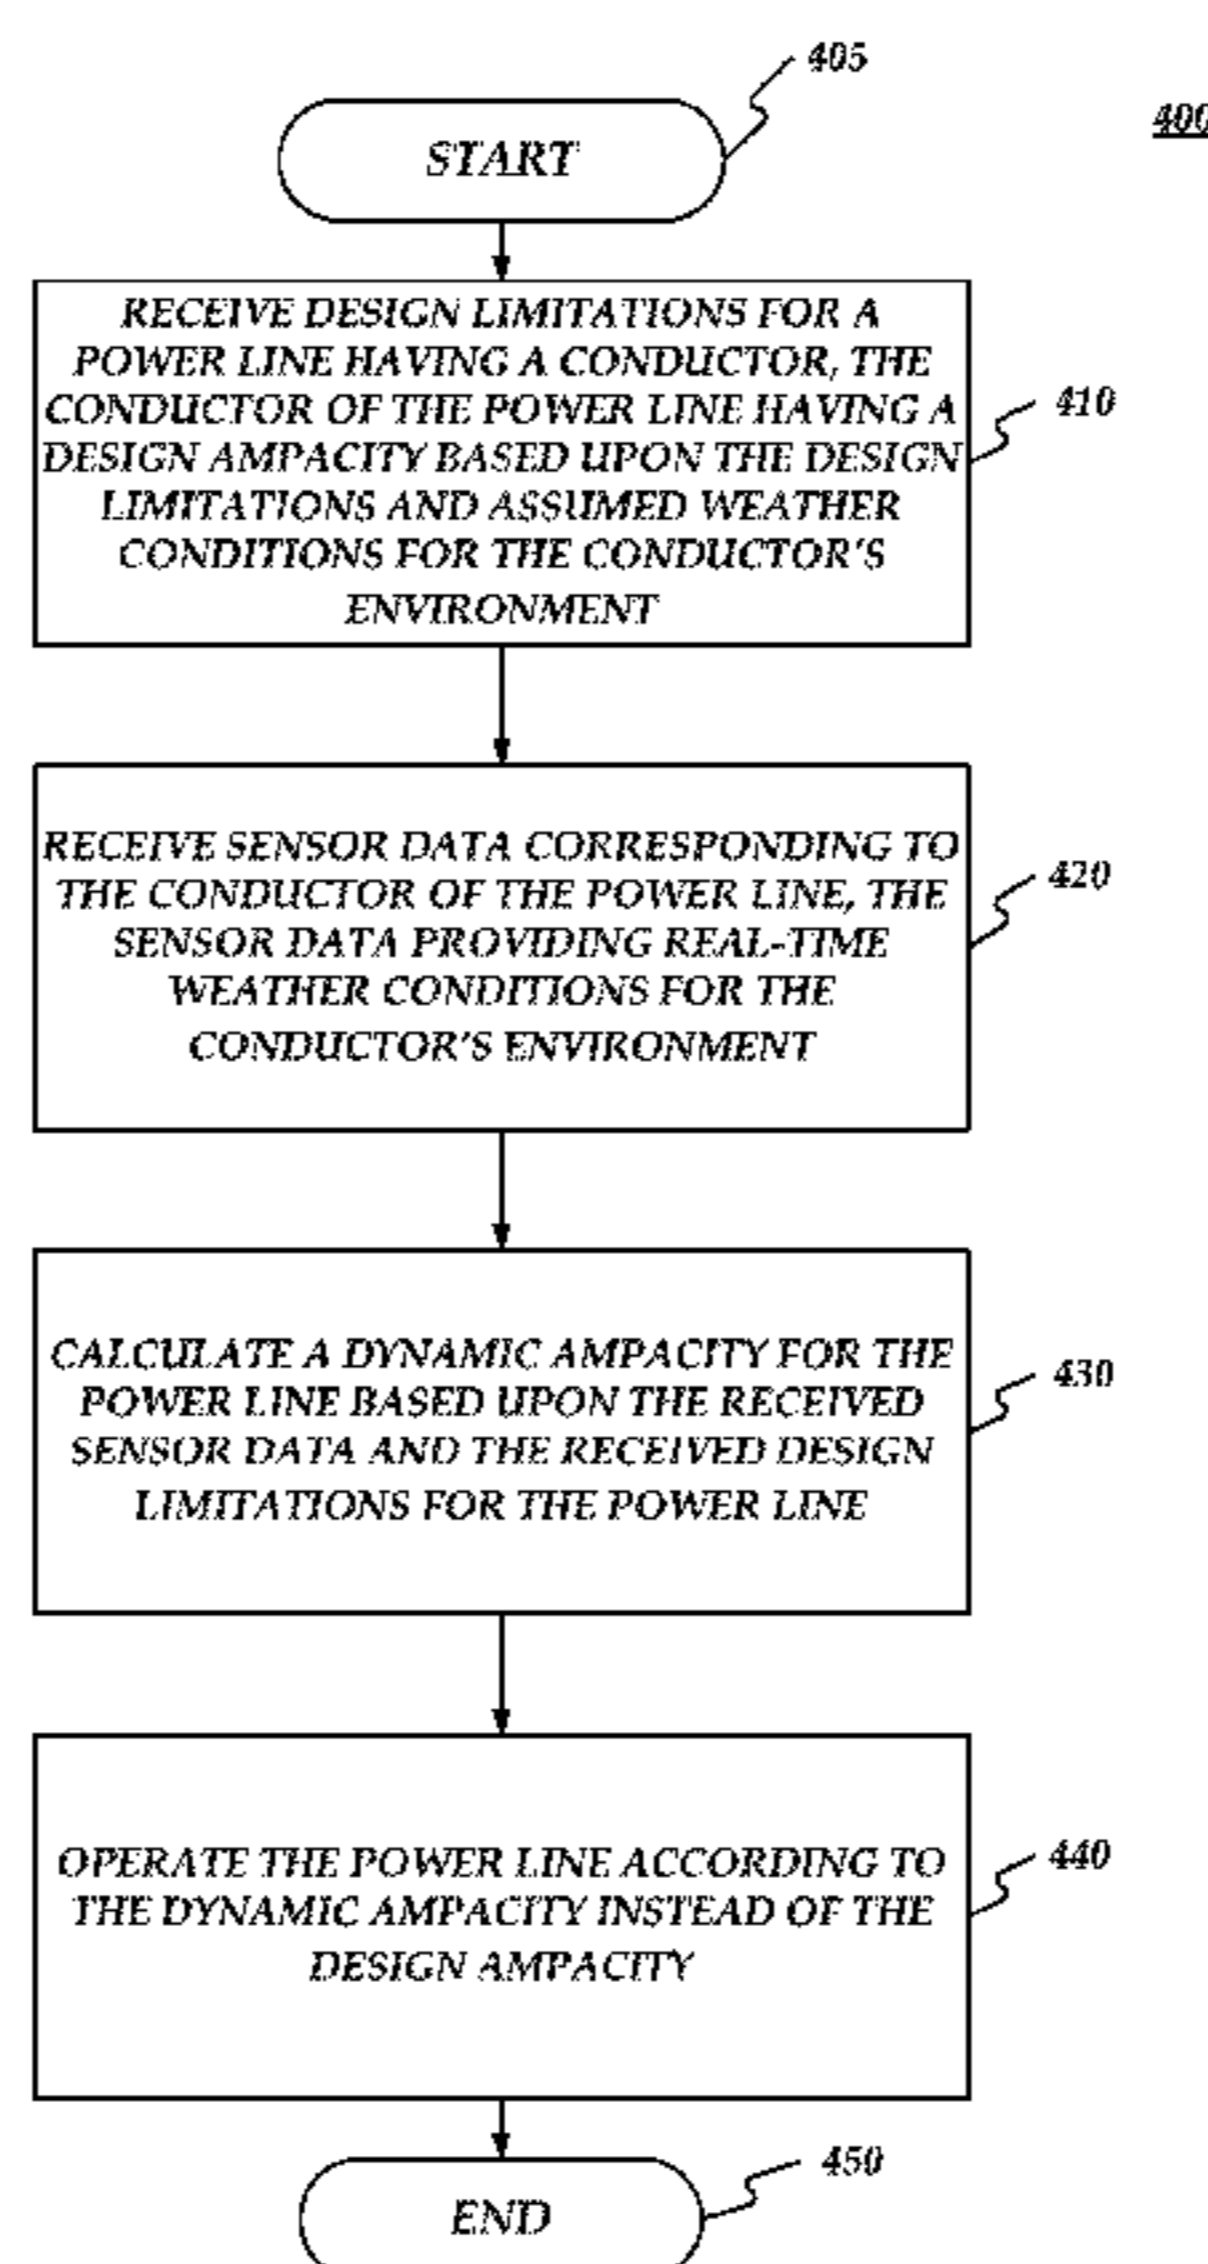 405
400
START
RECEIVE DESIGN LIMITATIONS FOR A
POWER LINE HAVING A CONDUCTOR, THE
CONDUCTOR OF THE POWER LINE HAVING A
DESIGN AMPACITY BASED UPON THE DESIGN
LIMITATIONS AND ASSUMED WEATHER
CONDITIONS FOR THE CONDUCTOR'S
ENVIRONMENT
410
RECEIVE SENSOR DATA CORRESPONDING TO
THE CONDUCTOR OF THE POWER LINE, THE
SENSOR DATA PROVIDING REAL-TIME
WEATHER CONDITIONS FOR THE
CONDUCTOR'S ENVIRONMENT
420
CALCULATE A DYNAMIC AMPACITY FOR THE
POWER LINE BASED UPON THE RECEIVED
SENSOR DATA AND THE RECEIVED DESIGN
LIMITATIONS FOR THE POWER LINE
430
OPERATE THE POWER LINE ACCORDING TO
THE DYNAMIC AMPACITY INSTEAD OF THE
DESIGN AMPACITY
440
450
END